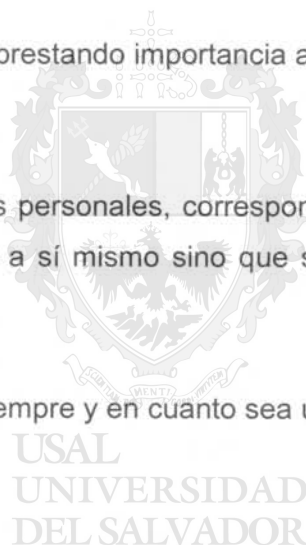 prestando importancia a
s personales, correspon
a sí mismo sino que s
empre y en cuanto sea u
USAL
UNIVERSIDAD
DEL SALVADOR